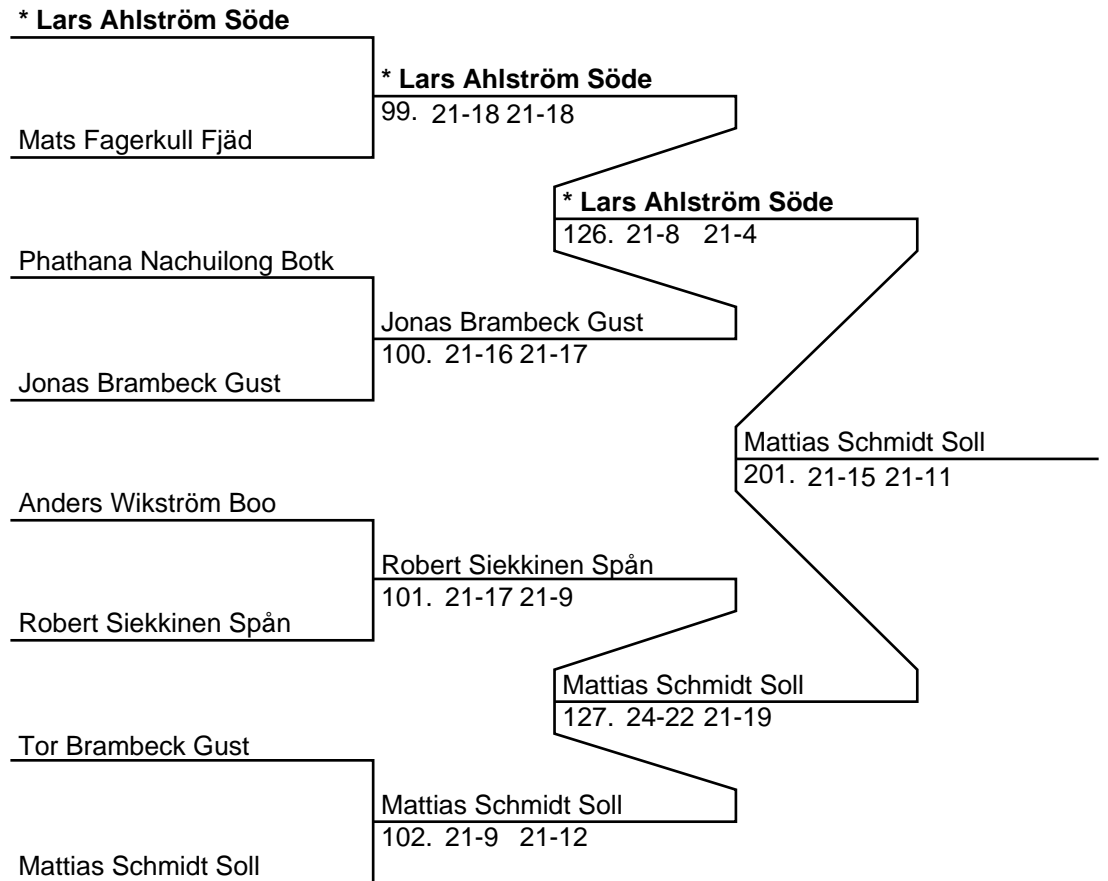 * Lars Ahlström Söde
* Lars Ahlström Söde
99. 21-18 21-18
Mats Fagerkull Fjäd
* Lars Ahlström Söde
126. 21-8 21-4
Phathana Nachuilong Botk
Jonas Brambeck Gust
100. 21-16 21-17
Jonas Brambeck Gust
Mattias Schmidt Soll
201. 21-15 21-11
Anders Wikström Boo
Robert Siekkinen Spån
101. 21-17 21-9
Robert Siekkinen Spån
Mattias Schmidt Soll
127. 24-22 21-19
Tor Brambeck Gust
Mattias Schmidt Soll
102. 21-9 21-12
Mattias Schmidt Soll